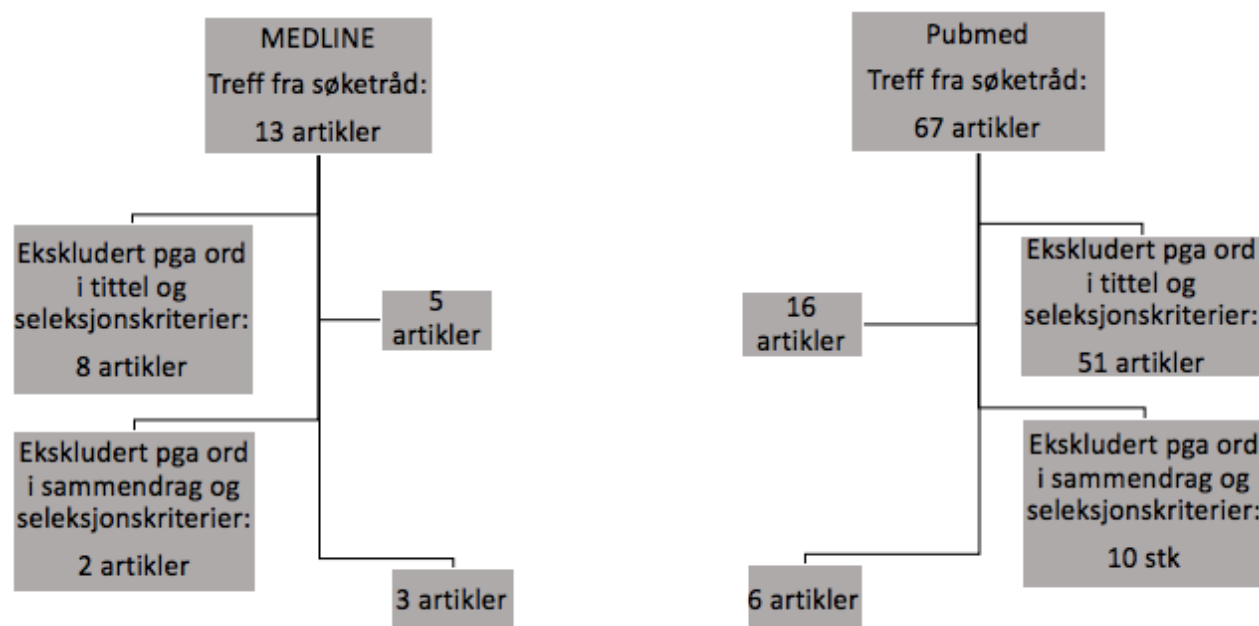 MEDLINE
Treff fra søketråd:
13 artikler
Ekskludert pga ord
i tittel og
seleksjonskriterier:
8 artikler
5
artikler
Ekskludert pga ord
i sammendrag og
seleksjonskriterier:
2 artikler
3 artikler
Pubmed
Treff fra søketråd:
67 artikler
Ekskludert pga ord
i tittel og
seleksjonskriterier:
51 artikler
16
artikler
Ekskludert pga ord
i sammendrag og
seleksjonskriterier:
10 stk
6 artikler